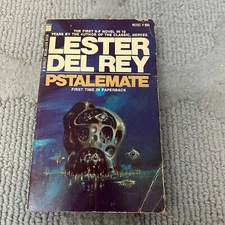 THE FIRST S-F NOVEL IN 10
YEARS BY THE AUTHOR OF THE CLASSIC, NERVES.
LESTER
DEL REY
PSTALEMATE
FIRST TIME IN PAPERBACK